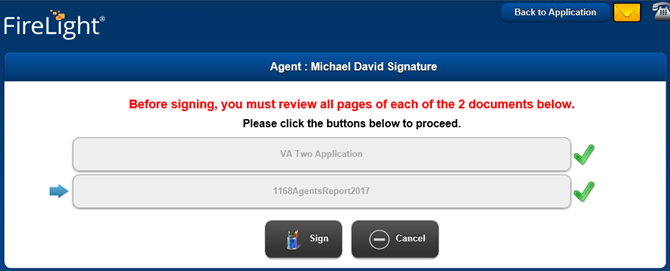 Back to Application
FireLight®
Agent : Michael David Signature
Before signing, you must review all pages of each of the 2 documents below.
Please click the buttons below to proceed.
VA Two Application
1168AgentsReport2017
Sign
Cancel